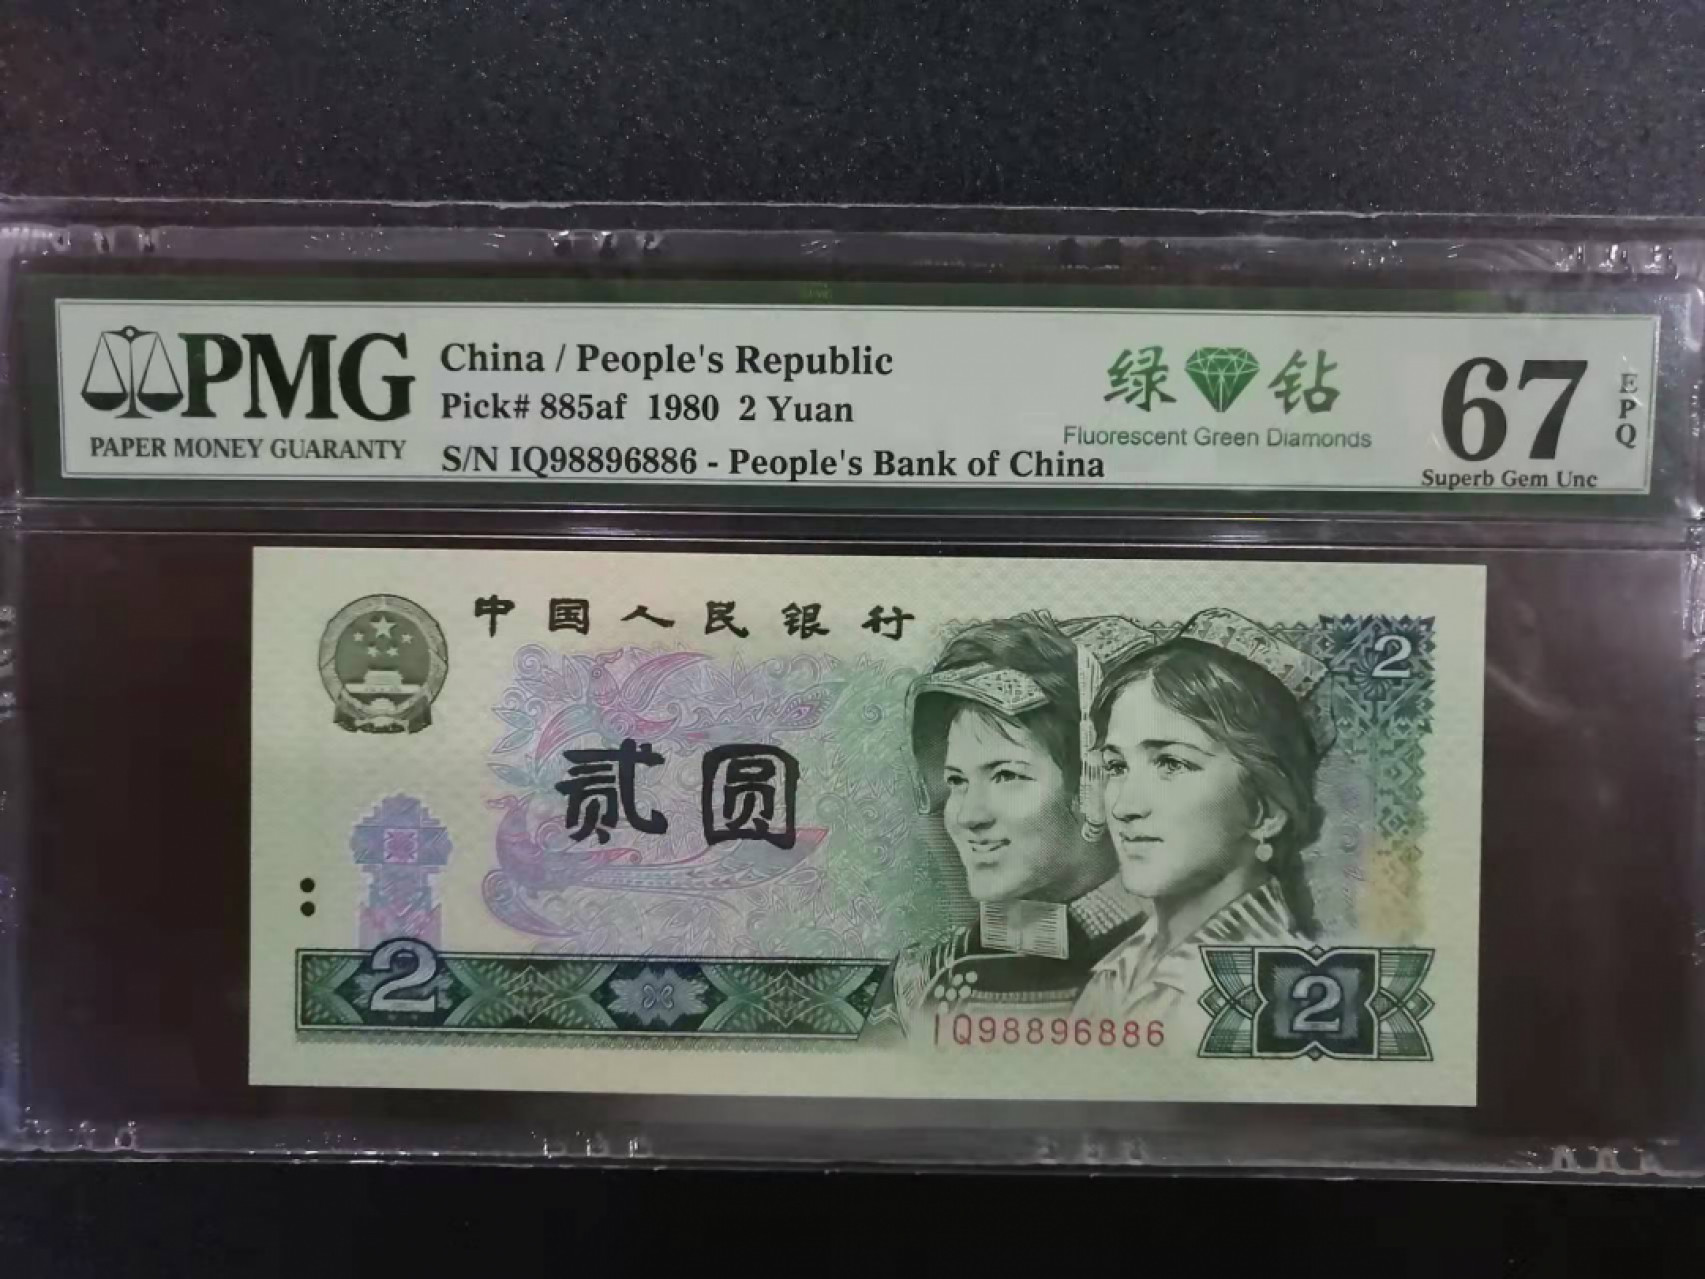 PMG
PAPER MONEY GUARANTY
China / People's Republic
Pick# 885af 1980 2 Yuan
S/N IQ98896886 - People's Bank of China
绿钻
Fluorescent Green Diamonds
67
EPQ
Superb Gem Unc
中国人民银行
2
贰圆
2
2
IQ98896886